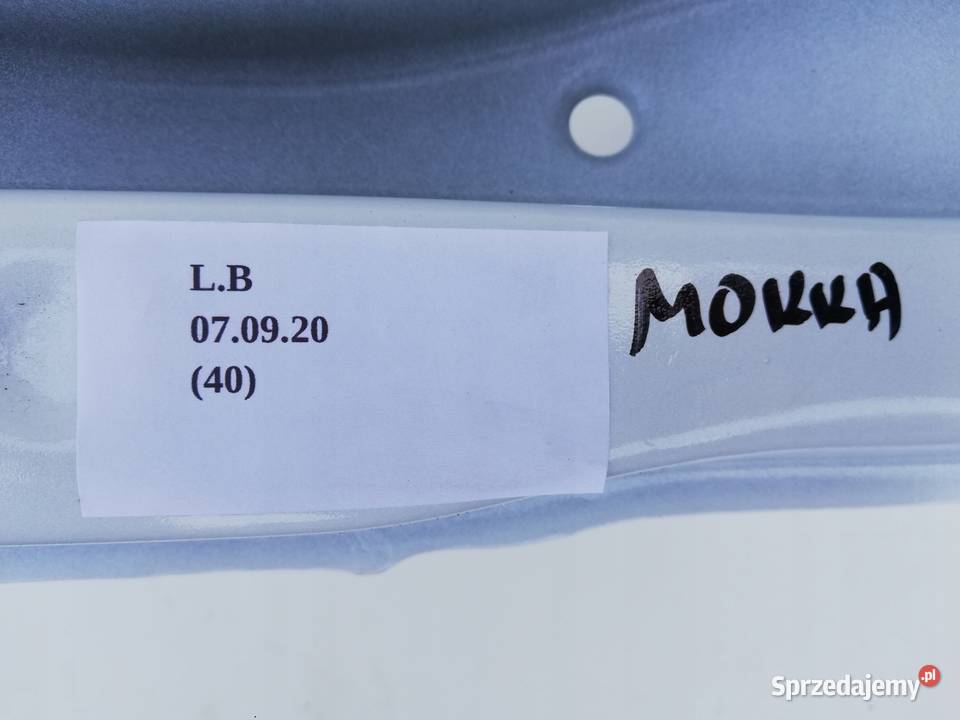 L.B
07.09.20
(40)
MOKKA
Sprzedajemy.pl